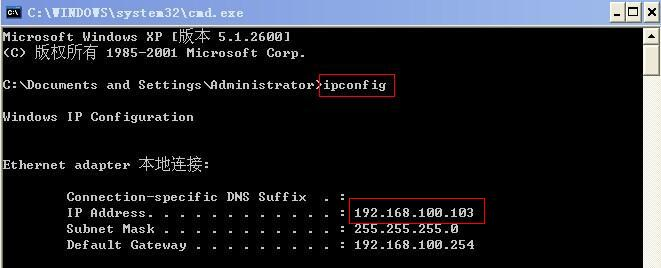 C:\WINDOWS\system32\cmd.exe
Microsoft Windows XP [版本 5.1.2600]
(C) 版权所有 1985-2001 Microsoft Corp.
C:\Documents and Settings\Administrator>ipconfig
Windows IP Configuration
Ethernet adapter 本地连接:
Connection-specific DNS Suffix  . :
IP Address. . . . . . . . . . . . : 192.168.100.103
Subnet Mask . . . . . . . . . . . : 255.255.255.0
Default Gateway . . . . . . . . . : 192.168.100.254